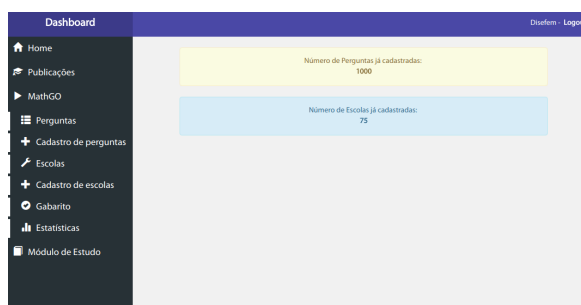 Dashboard
Disefem - Logou
Home
Publicações
MathGO
Perguntas
Cadastro de perguntas
Escolas
Cadastro de escolas
Gabarito
Estatísticas
Módulo de Estudo
Número de Perguntas já cadastradas:
1000
Número de Escolas já cadastradas:
75